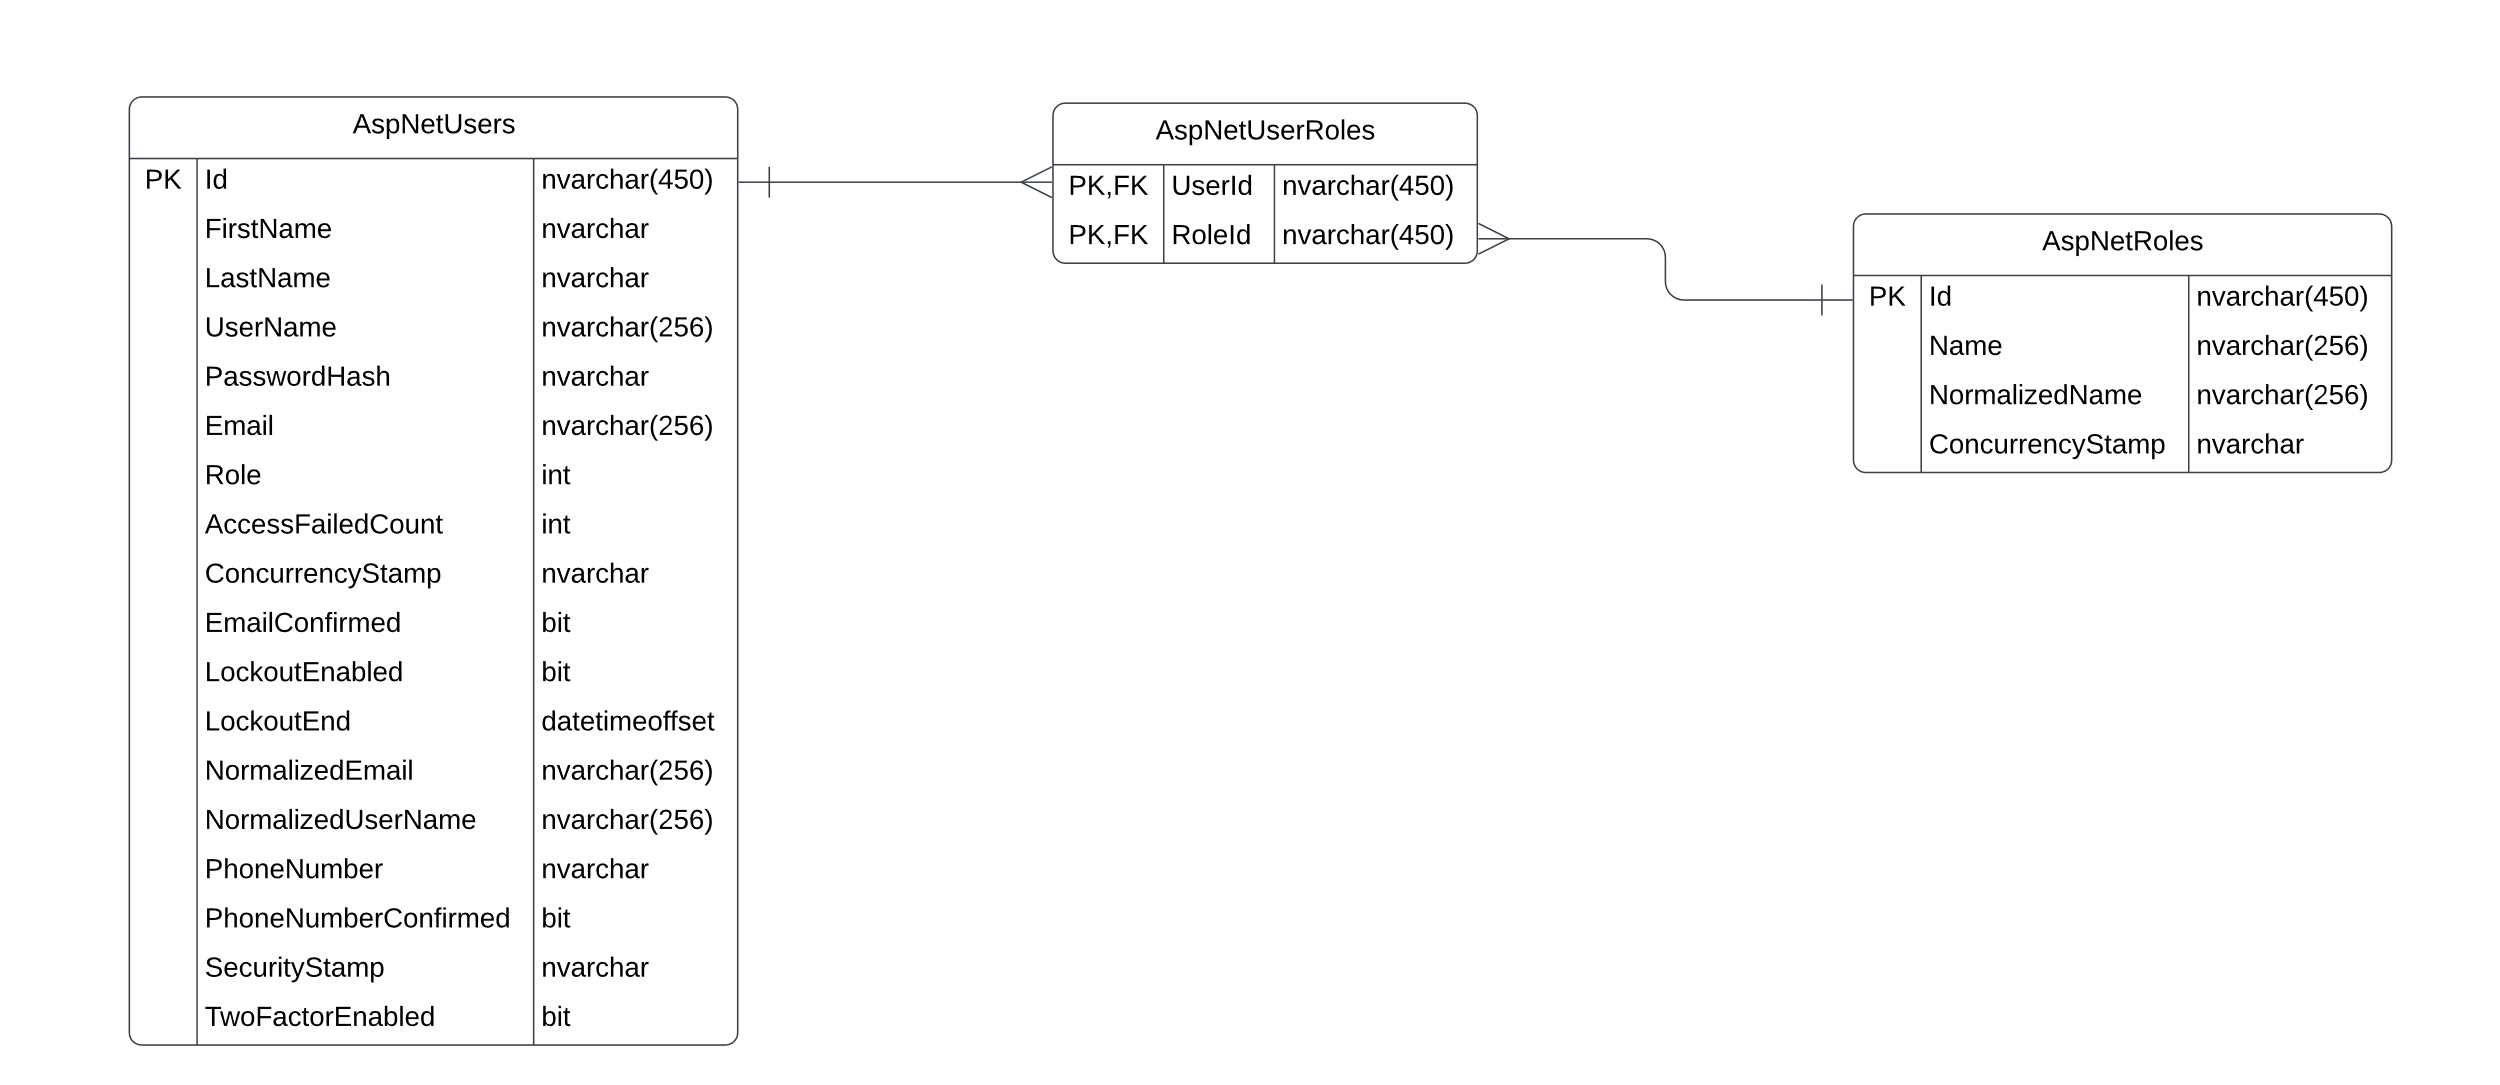 AspNetUsers
PK Id nvarchar(450)
FirstName nvarchar
LastName nvarchar
UserName nvarchar(256)
PasswordHash nvarchar
Email nvarchar(256)
Role int
AccessFailedCount int
ConcurrencyStamp nvarchar
EmailConfirmed bit
LockoutEnabled bit
LockoutEnd datetimeoffset
NormalizedEmail nvarchar(256)
NormalizedUserName nvarchar(256)
PhoneNumber nvarchar
PhoneNumberConfirmed bit
SecurityStamp nvarchar
TwoFactorEnabled bit
AspNetUserRoles
PK,FK UserId nvarchar(450)
PK,FK RoleId nvarchar(450)
AspNetRoles
PK Id nvarchar(450)
Name nvarchar(256)
NormalizedName nvarchar(256)
ConcurrencyStamp nvarchar